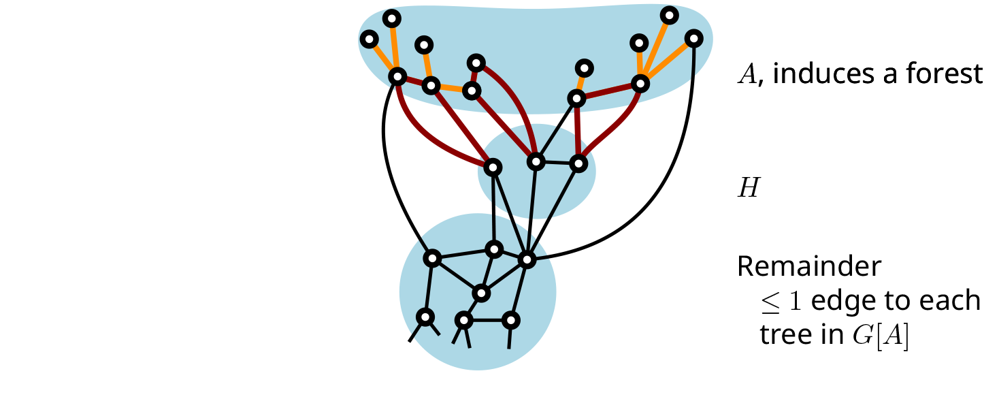 A, induces a forest
H
Remainder
≤ 1 edge to each
tree in G[A]